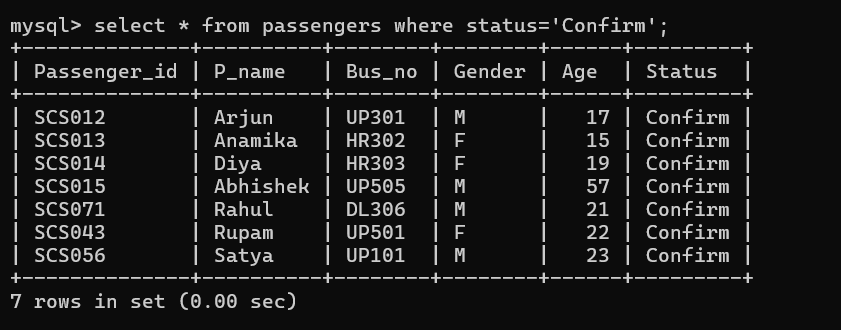 mysql> select * from passengers where status='Confirm';
+--------------+----------+--------+--------+------+---------+
| Passenger_id | P_name   | Bus_no | Gender | Age  | Status  |
+--------------+----------+--------+--------+------+---------+
| SCS012       | Arjun    | UP301  | M      |   17 | Confirm |
| SCS013       | Anamika  | HR302  | F      |   15 | Confirm |
| SCS014       | Diya     | HR303  | F      |   19 | Confirm |
| SCS015       | Abhishek | UP505  | M      |   57 | Confirm |
| SCS071       | Rahul    | DL306  | M      |   21 | Confirm |
| SCS043       | Rupam    | UP501  | F      |   22 | Confirm |
| SCS056       | Satya    | UP101  | M      |   23 | Confirm |
+--------------+----------+--------+--------+------+---------+
7 rows in set (0.00 sec)